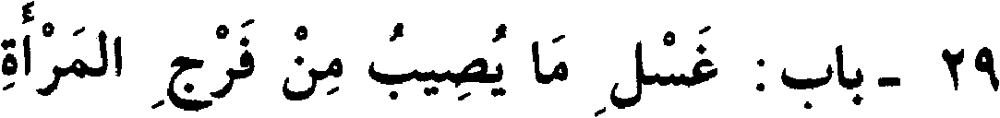 ٢٩ - باب: غَسْلِ مَا يُصِيبُ مِنْ فَرْجِ المَرْأَةِ